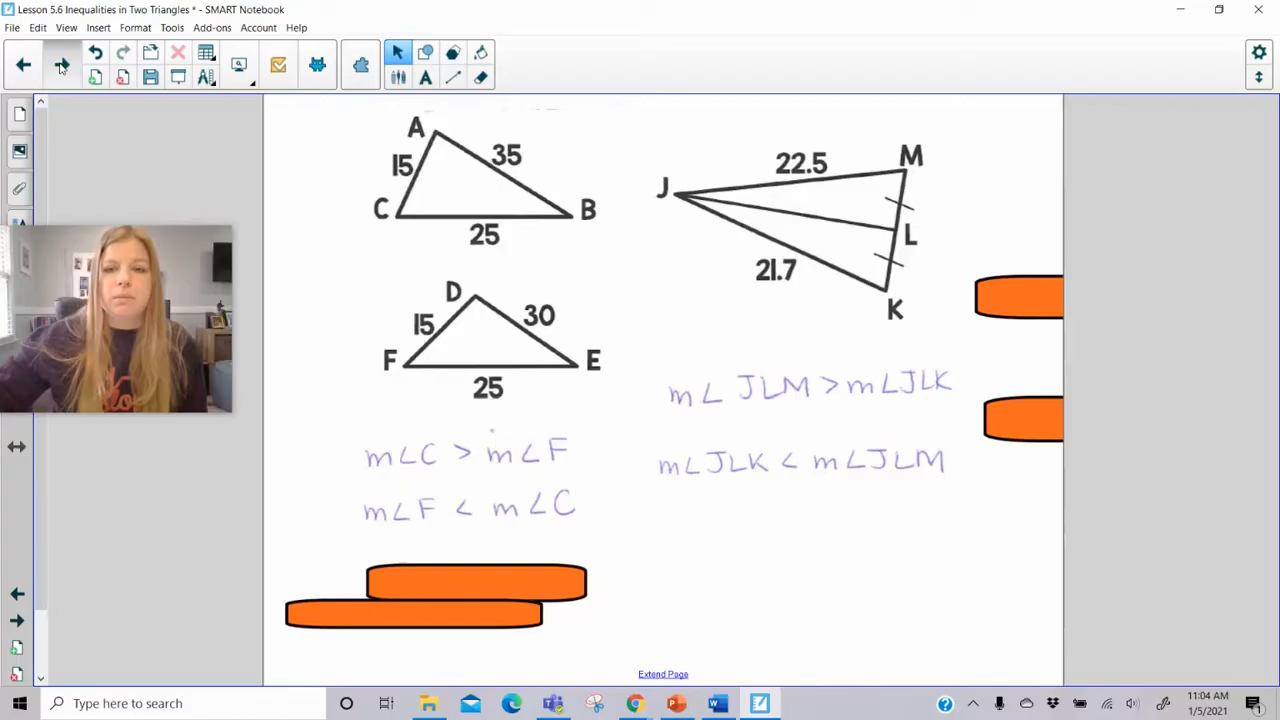 Lesson 5.6 Inequalities in Two Triangles * - SMART Notebook
File Edit View Insert Format Tools Add-ons Account Help
A
15
35
C
B
25
D
15
30
F
E
25
m∠C > m∠F
m∠F < m∠C
22.5
M
J
L
21.7
K
m∠JLM > m∠JLK
m∠JLK < m∠JLM
Extend Page
Type here to search
11:04 AM
1/5/2021